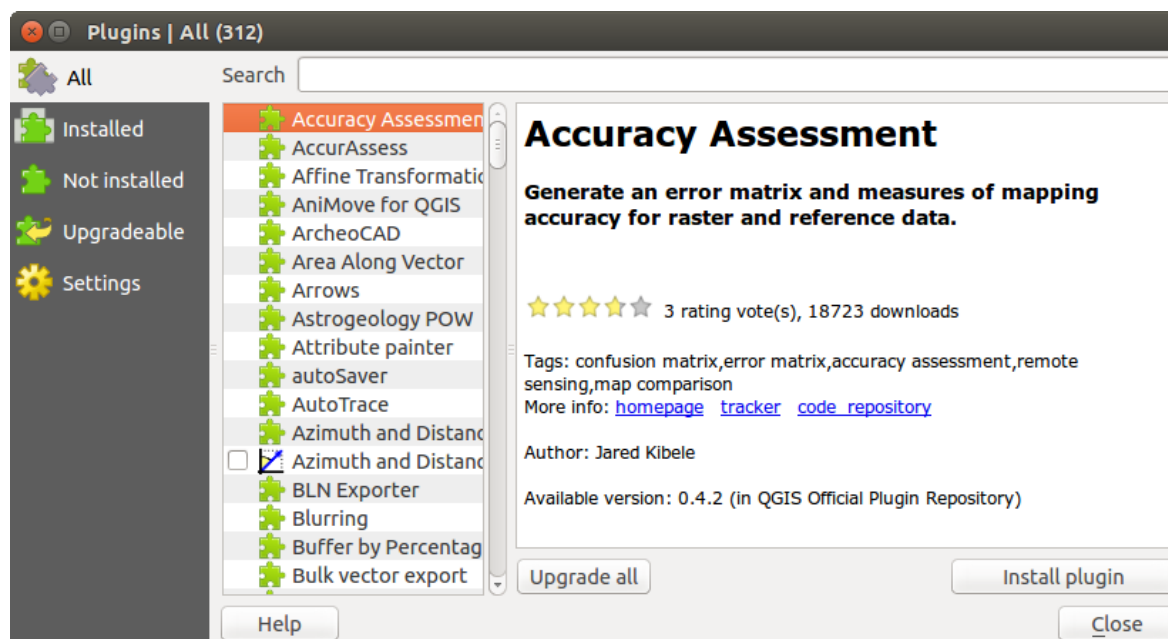 Plugins | All (312)
All
Installed
Not installed
Upgradeable
Settings
Search
Accuracy Assessmen
AccurAssess
Affine Transformatic
AniMove for QGIS
ArcheoCAD
Area Along Vector
Arrows
Astrogeology POW
Attribute painter
autoSaver
AutoTrace
Azimuth and Distanc
Azimuth and Distanc
BLN Exporter
Blurring
Buffer by Percentag
Bulk vector export
Accuracy Assessment
Generate an error matrix and measures of mapping
accuracy for raster and reference data.
3 rating vote(s), 18723 downloads
Tags: confusion matrix,error matrix,accuracy assessment,remote
sensing,map comparison
More info: homepage tracker code_repository
Author: Jared Kibele
Available version: 0.4.2 (in QGIS Official Plugin Repository)
Upgrade all
Install plugin
Help
Close